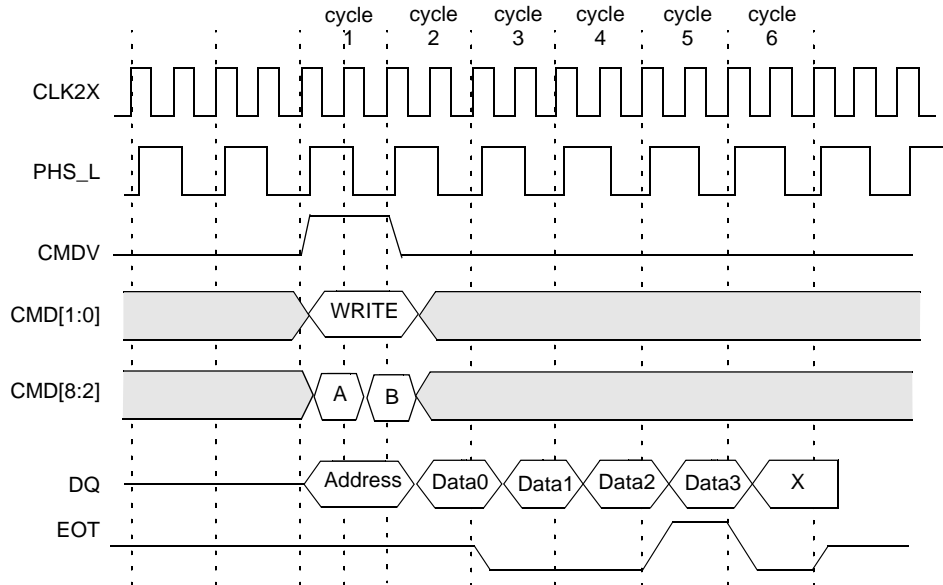 cycle cycle cycle cycle cycle cycle
1 2 3 4 5 6
CLK2X
PHS_L
CMDV
CMD[1:0] WRITE
CMD[8:2] A B
DQ Address Data0 Data1 Data2 Data3 X
EOT